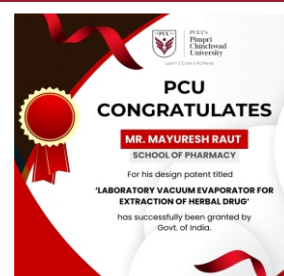 PCU
PCET's
Pimpri
Chinchwad
University
Learn | Grow | Achieve
PCU
CONGRATULATES
MR. MAYURESH RAUT
SCHOOL OF PHARMACY
For his design patent titled
'LABORATORY VACUUM EVAPORATOR FOR
EXTRACTION OF HERBAL DRUG'
has successfully been granted by
Govt. of India.